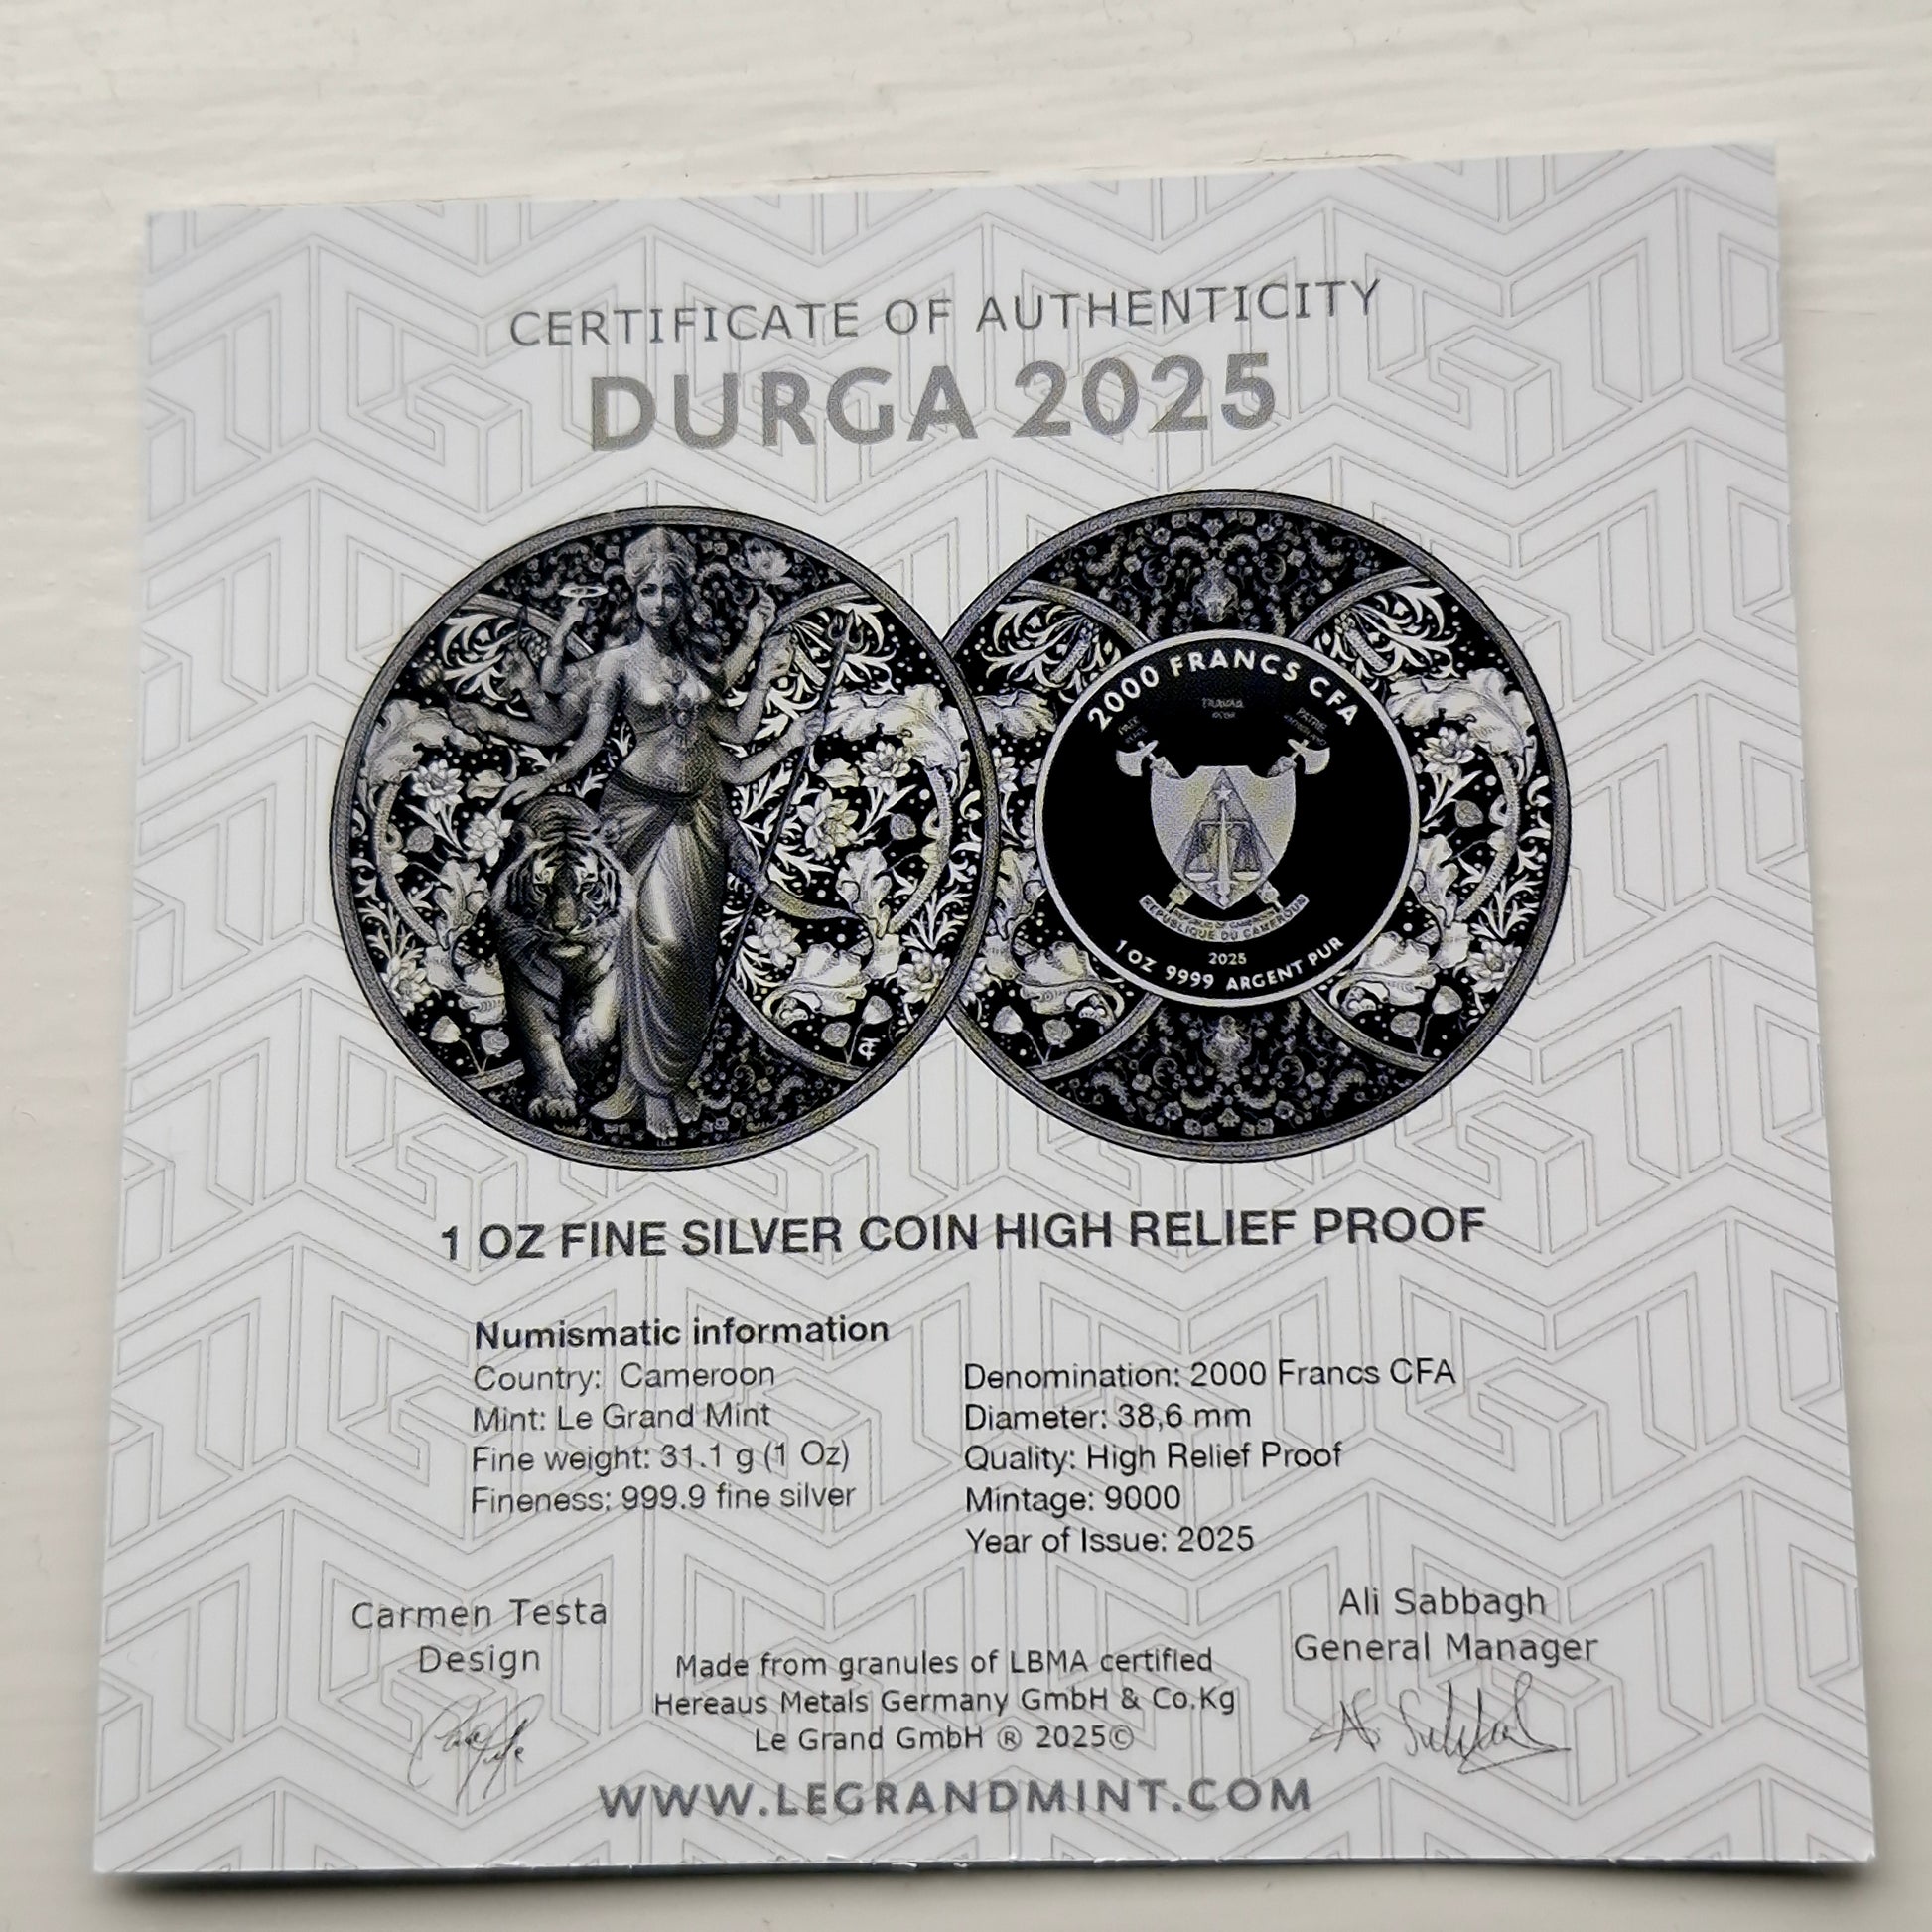 CERTIFICATE OF AUTHENTICITY
DURGA 2025
2000 FRANCS CFA
REPUBLIQUE DU CAMEROUN
2025
1 OZ 9999 ARGENT PUR
1 OZ FINE SILVER COIN HIGH RELIEF PROOF
Numismatic information
Country: Cameroon
Mint: Le Grand Mint
Fine weight: 31.1 g (1 Oz)
Fineness: 999.9 fine silver
Denomination: 2000 Francs CFA
Diameter: 38,6 mm
Quality: High Relief Proof
Mintage: 9000
Year of Issue: 2025
Carmen Testa
Design
Made from granules of LBMA certified
Hereaus Metals Germany GmbH & Co.Kg
Le Grand GmbH ® 2025©
Ali Sabbagh
General Manager
WWW.LEGRANDMINT.COM